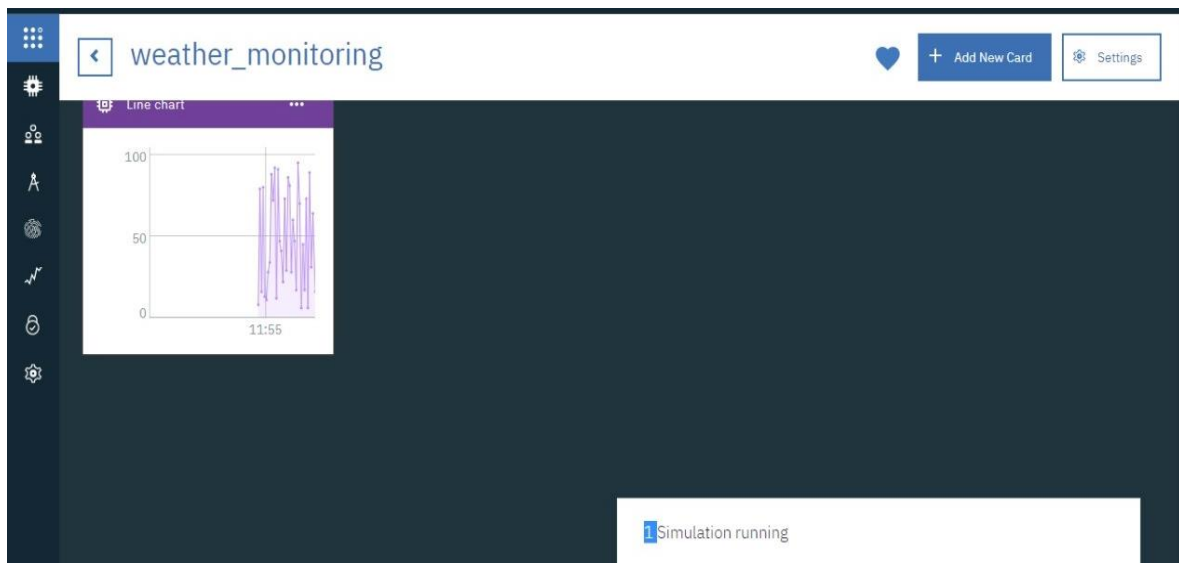 weather_monitoring
+ Add New Card
Settings
Line chart
100
50
0
11:55
1 Simulation running